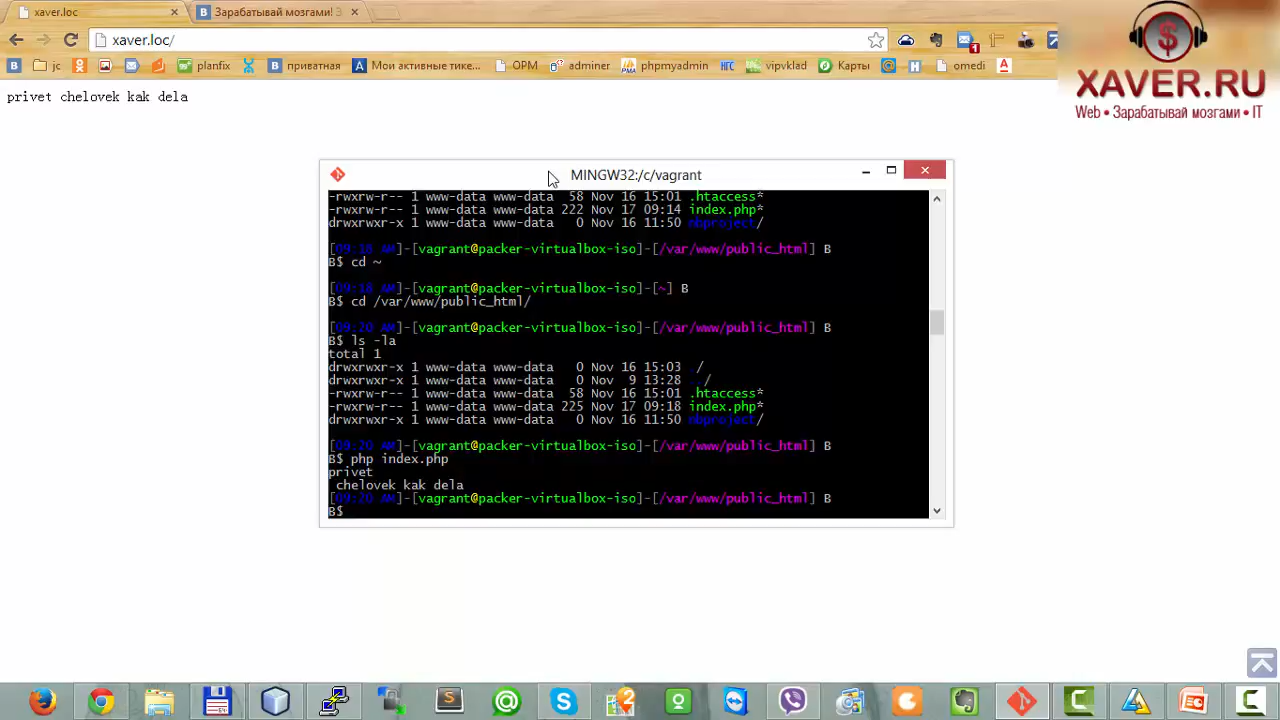 xaver.loc
Зарабатывай мозгами! З
xaver.loc/
jc
planfix
приватная
Мои активные тике...
OPM
adminer
phpmyadmin
vipvklad
Карты
omedi
1
XAVER.RU
Web • Зарабатывай мозгами • IT
privet chelovek kak dela
MINGW32:/c/vagrant
-rwxrw-r-- 1 www-data www-data  58 Nov 16 15:01 .htaccess*
-rwxrw-r-- 1 www-data www-data 222 Nov 17 09:14 index.php*
drwxrwxr-x 1 www-data www-data   0 Nov 16 11:50 nbproject/
[09:18 AM]-[vagrant@packer-virtualbox-iso]-[/var/www/public_html] В
В$ cd ~
[09:18 AM]-[vagrant@packer-virtualbox-iso]-[~] В
В$ cd /var/www/public_html/
[09:20 AM]-[vagrant@packer-virtualbox-iso]-[/var/www/public_html] В
В$ ls -la
total 1
drwxrwxr-x 1 www-data www-data   0 Nov 16 15:03 ./
drwxrwxr-x 1 www-data www-data   0 Nov  9 13:28 ../
-rwxrw-r-- 1 www-data www-data  58 Nov 16 15:01 .htaccess*
-rwxrw-r-- 1 www-data www-data 225 Nov 17 09:18 index.php*
drwxrwxr-x 1 www-data www-data   0 Nov 16 11:50 nbproject/
[09:20 AM]-[vagrant@packer-virtualbox-iso]-[/var/www/public_html] В
В$ php index.php
privet
 chelovek kak dela
[09:20 AM]-[vagrant@packer-virtualbox-iso]-[/var/www/public_html] В
В$